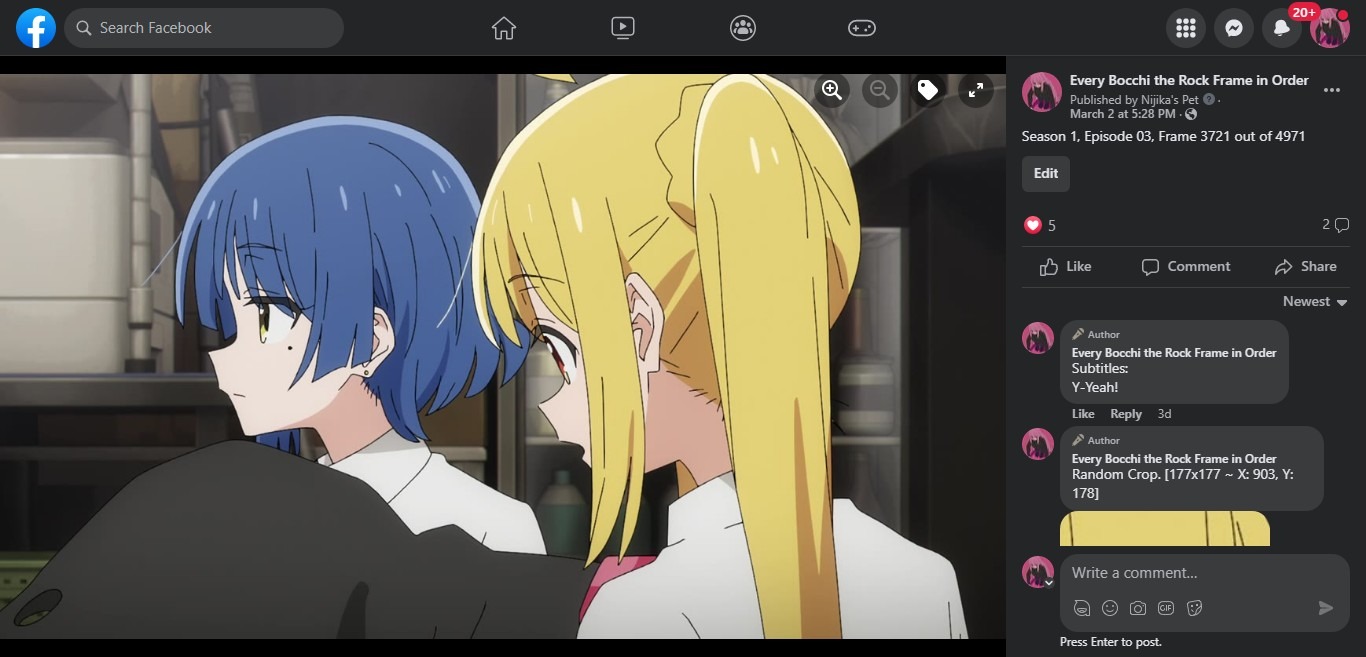 Search Facebook
20+
Every Bocchi the Rock Frame in Order
Published by Nijika's Pet ? ·
March 2 at 5:28 PM ·
Season 1, Episode 03, Frame 3721 out of 4971
Edit
5
2
Like
Comment
Share
Newest
Author
Every Bocchi the Rock Frame in Order
Subtitles:
Y-Yeah!
Like
Reply
3d
Author
Every Bocchi the Rock Frame in Order
Random Crop. [177x177 ~ X: 903, Y:
178]
Write a comment...
GIF
Press Enter to post.